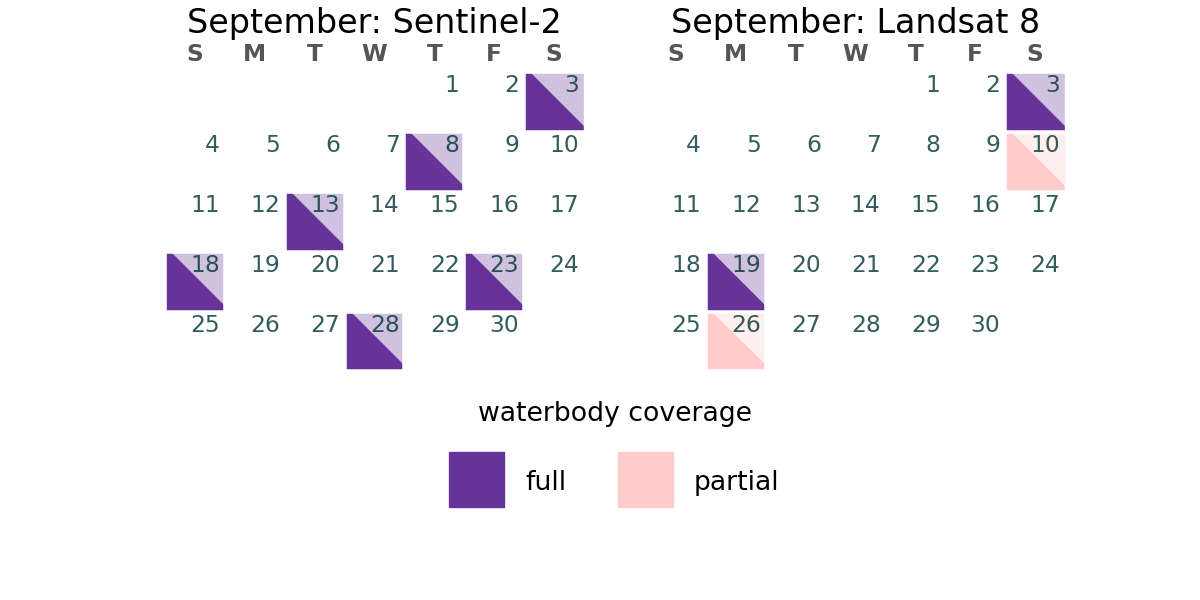 September: Sentinel-2
S M T W T F S
1 2 3
4 5 6 7 8 9 10
11 12 13 14 15 16 17
18 19 20 21 22 23 24
25 26 27 28 29 30
September: Landsat 8
S M T W T F S
1 2 3
4 5 6 7 8 9 10
11 12 13 14 15 16 17
18 19 20 21 22 23 24
25 26 27 28 29 30
waterbody coverage
full partial